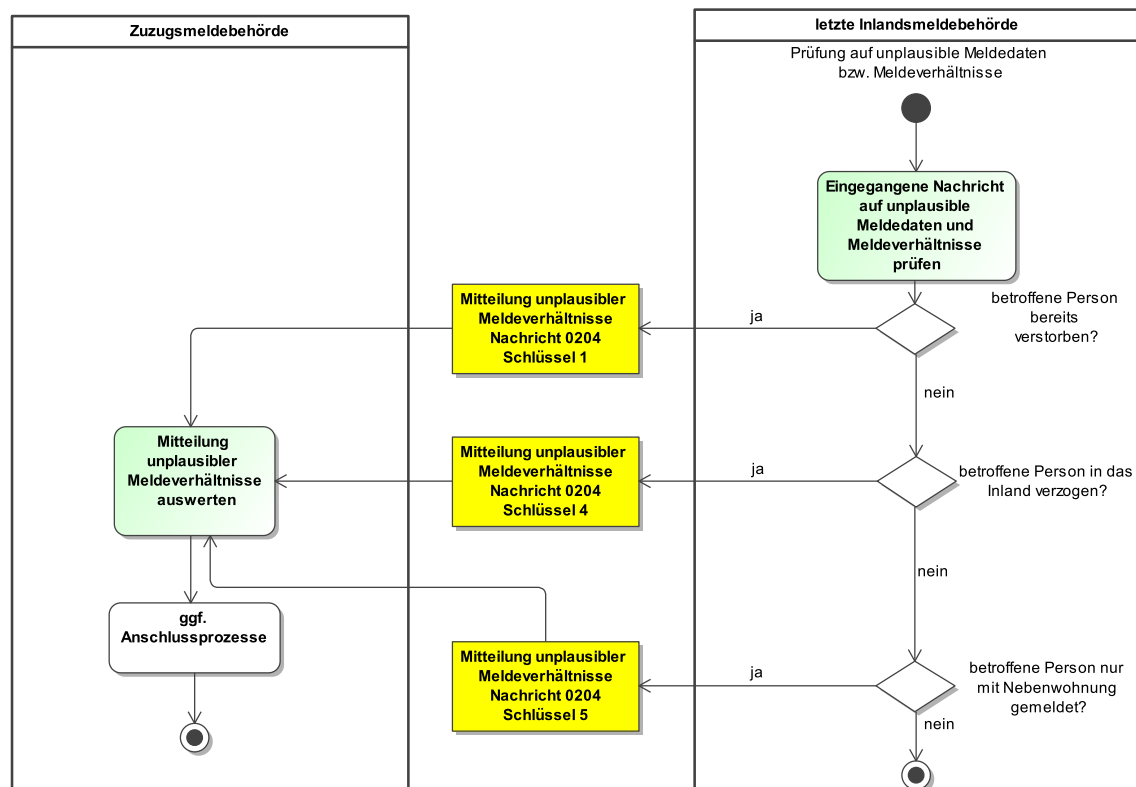 Zuzugsmeldebehörde
letzte Inlandsmeldebehörde
Prüfung auf unplausible Meldedaten
bzw. Meldeverhältnisse
Eingegangene Nachricht
auf unplausible
Meldedaten und
Meldeverhältnisse
prüfen
betroffene Person
bereits
verstorben?
ja
Mitteilung unplausibler
Meldeverhältnisse
Nachricht 0204
Schlüssel 1
nein
betroffene Person in das
Inland verzogen?
ja
Mitteilung unplausibler
Meldeverhältnisse
Nachricht 0204
Schlüssel 4
Mitteilung
unplausibler
Meldeverhältnisse
auswerten
nein
ggf.
Anschlussprozesse
betroffene Person nur
mit Nebenwohnung
gemeldet?
ja
Mitteilung unplausibler
Meldeverhältnisse
Nachricht 0204
Schlüssel 5
nein